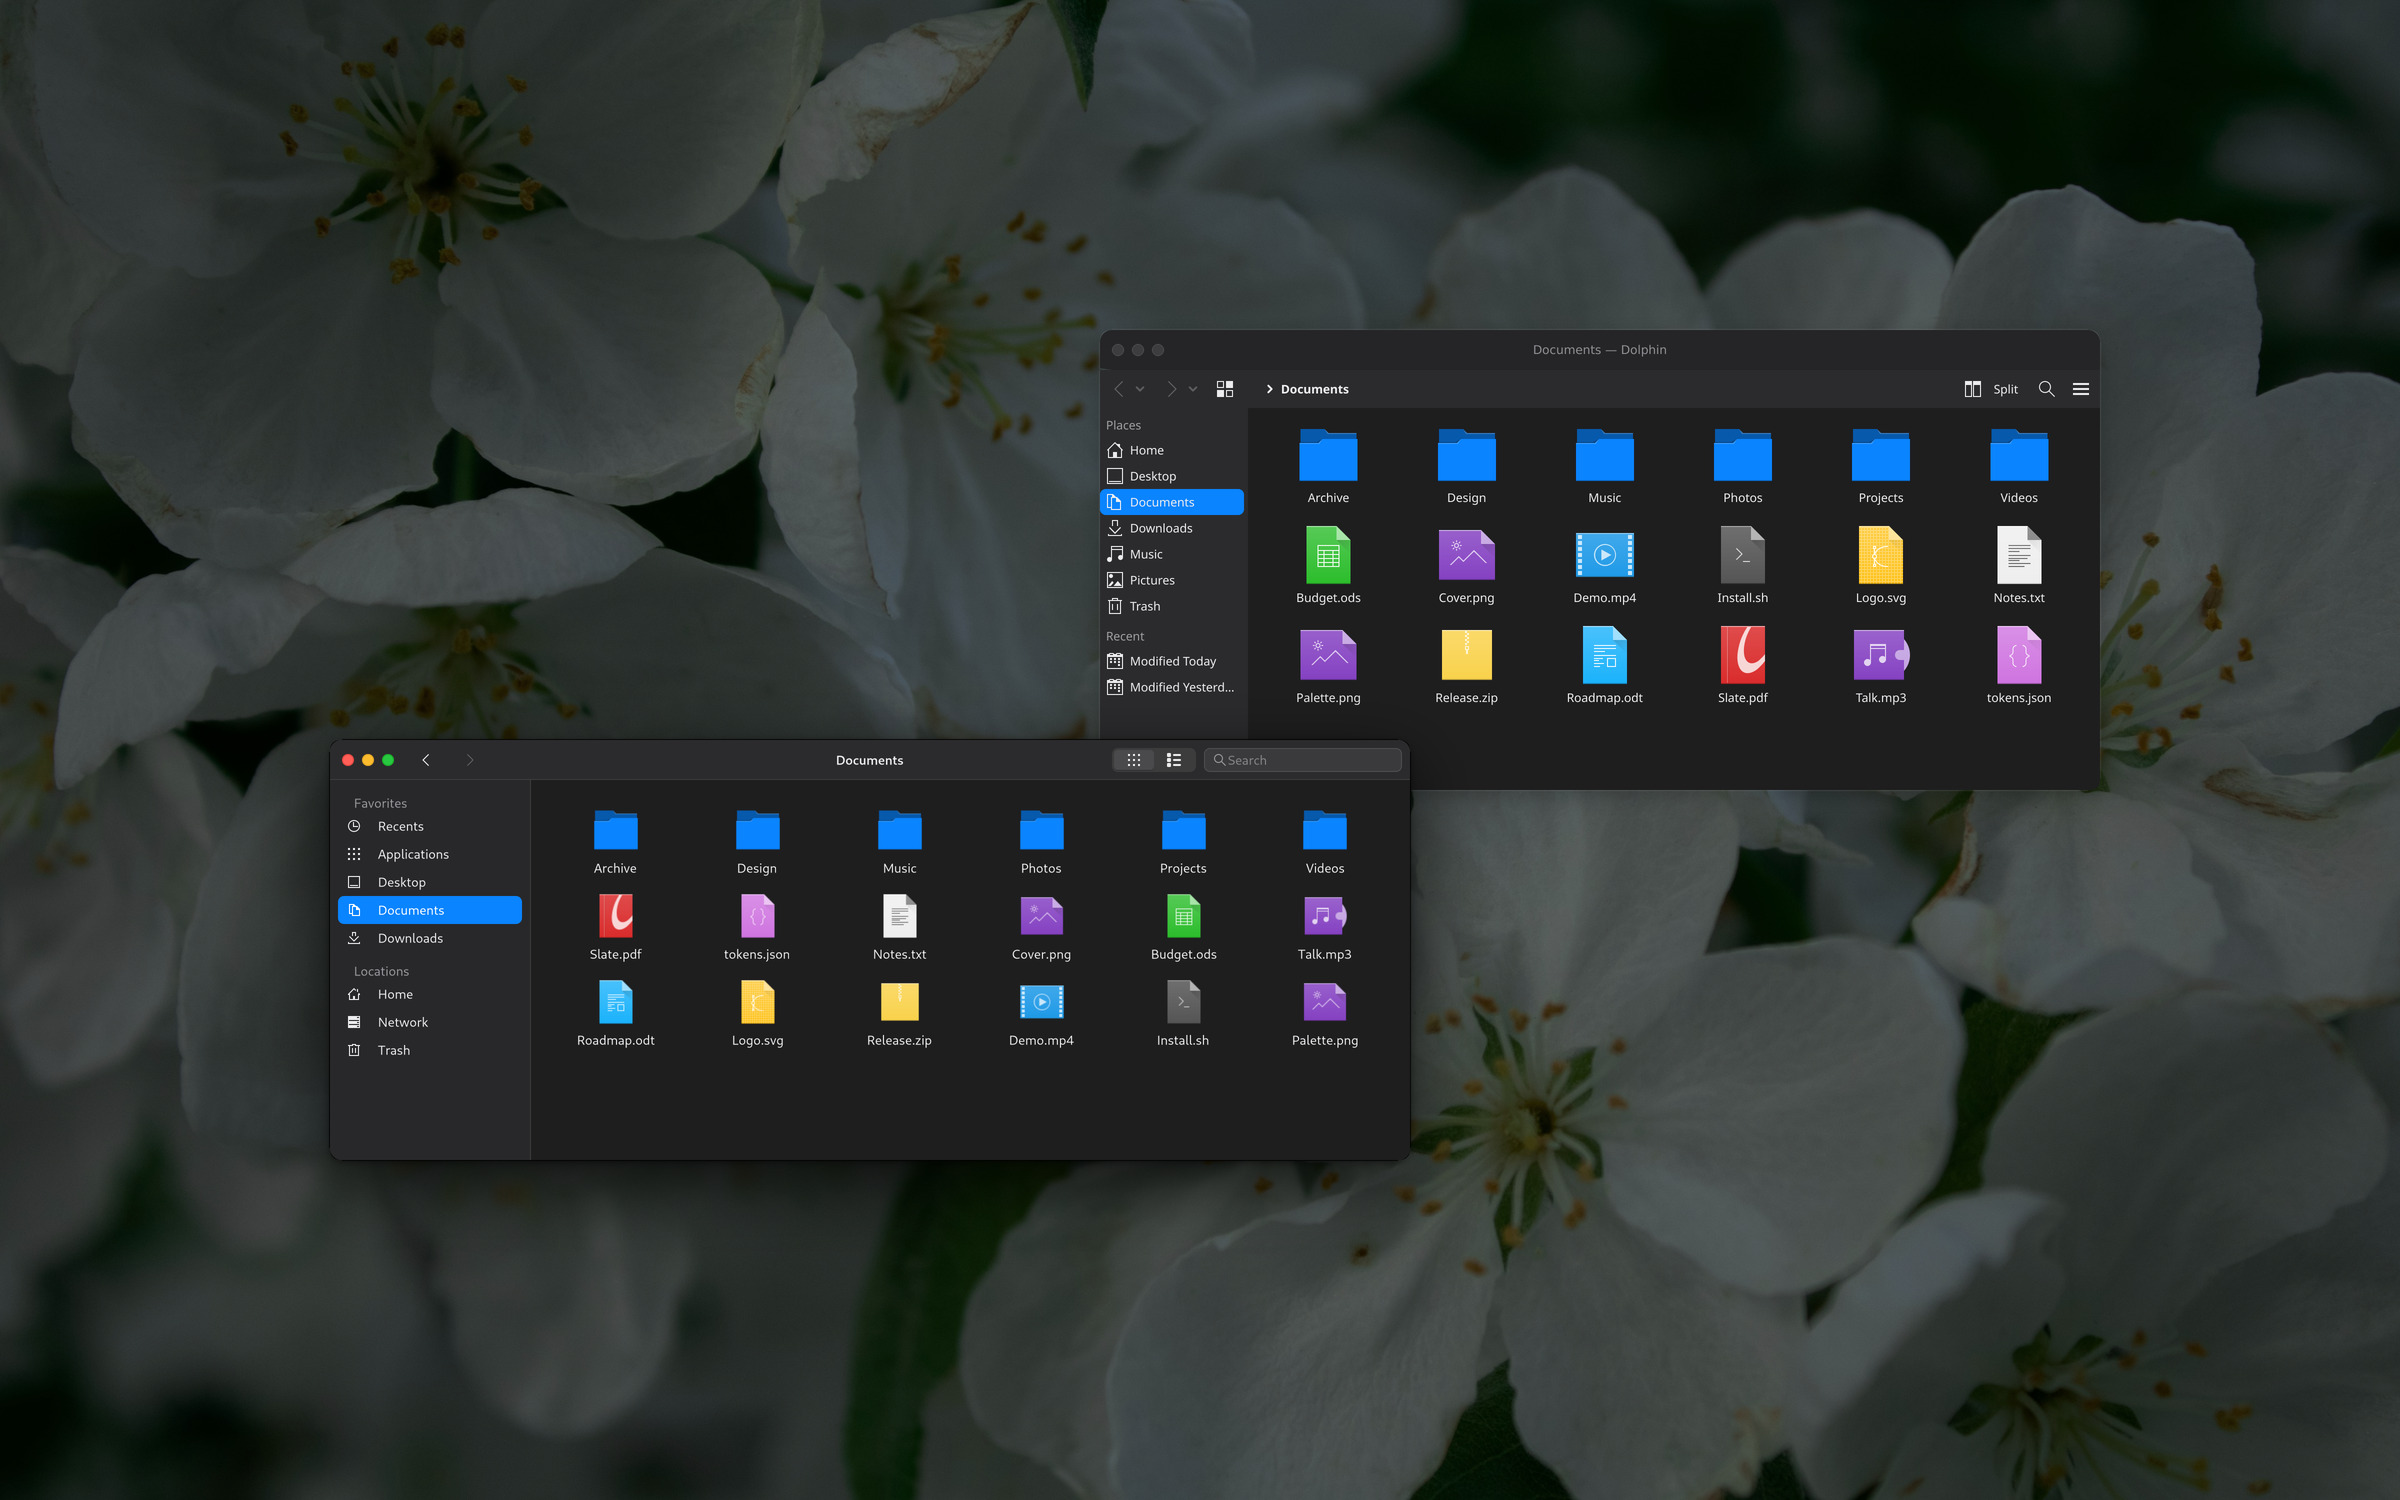 Documents — Dolphin
Documents
Split
Places
Home
Desktop
Documents
Downloads
Music
Pictures
Trash
Recent
Modified Today
Modified Yesterd...
Archive Design Music Photos Projects Videos
Budget.ods Cover.png Demo.mp4 Install.sh Logo.svg Notes.txt
Palette.png Release.zip Roadmap.odt Slate.pdf Talk.mp3 tokens.json
Documents
Search
Favorites
Recents
Applications
Desktop
Documents
Downloads
Locations
Home
Network
Trash
Archive Design Music Photos Projects Videos
Slate.pdf tokens.json Notes.txt Cover.png Budget.ods Talk.mp3
Roadmap.odt Logo.svg Release.zip Demo.mp4 Install.sh Palette.png